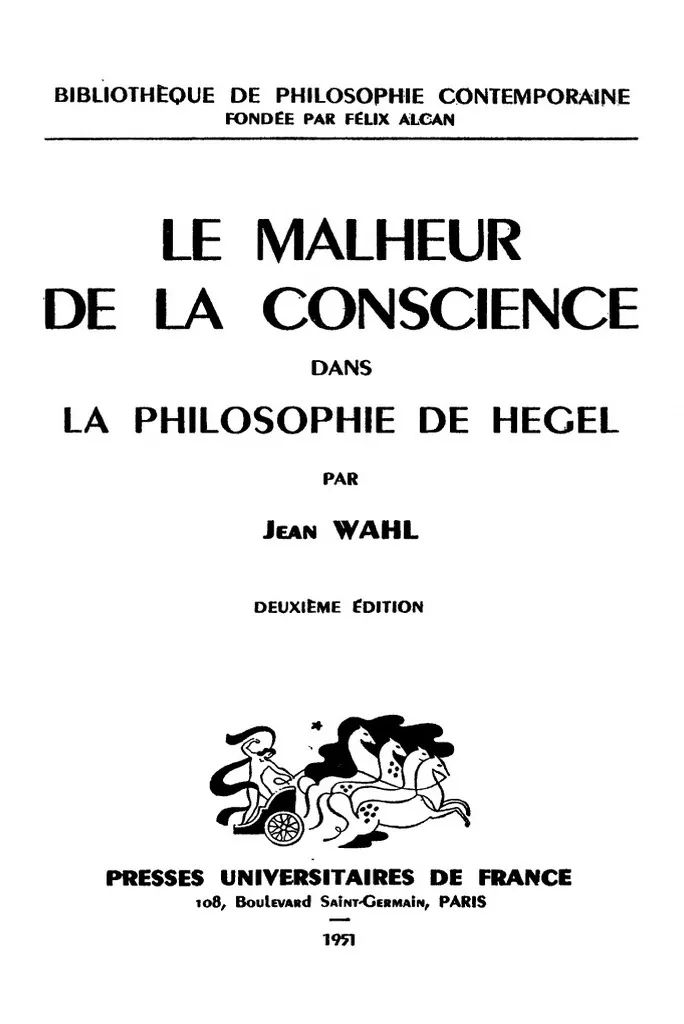 BIBLIOTHÈQUE DE PHILOSOPHIE CONTEMPORAINE
FONDÉE PAR FÉLIX ALCAN
LE MALHEUR
DE LA CONSCIENCE
DANS
LA PHILOSOPHIE DE HEGEL
PAR
JEAN WAHL
DEUXIÈME ÉDITION
PRESSES UNIVERSITAIRES DE FRANCE
108, BOULEVARD SAINT-GERMAIN, PARIS
1951